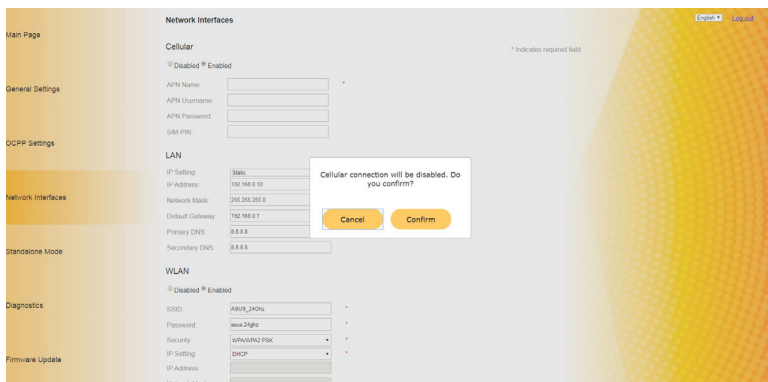 Network Interfaces
English
Log out
Main Page
Cellular
* Indicates required field
Disabled Enabled
APN Name: *
General Settings
APN Username:
APN Password:
SIM PIN:
OCPP Settings
LAN
IP Setting: Static
IP Address: 192.168.0.10
Network Mask: 255.255.255.0
Default Gateway: 192.168.0.1
Primary DNS: 8.8.8.8
Secondary DNS: 8.8.8.8
Cellular connection will be disabled. Do
you confirm?
Cancel
Confirm
Network Interfaces
Standalone Mode
WLAN
Disabled Enabled
Diagnostics
SSID: ASUS_24Ghz *
Password: asus.24ghz *
Security: WPA/WPA2 PSK *
IP Setting: DHCP *
IP Address:
Firmware Update